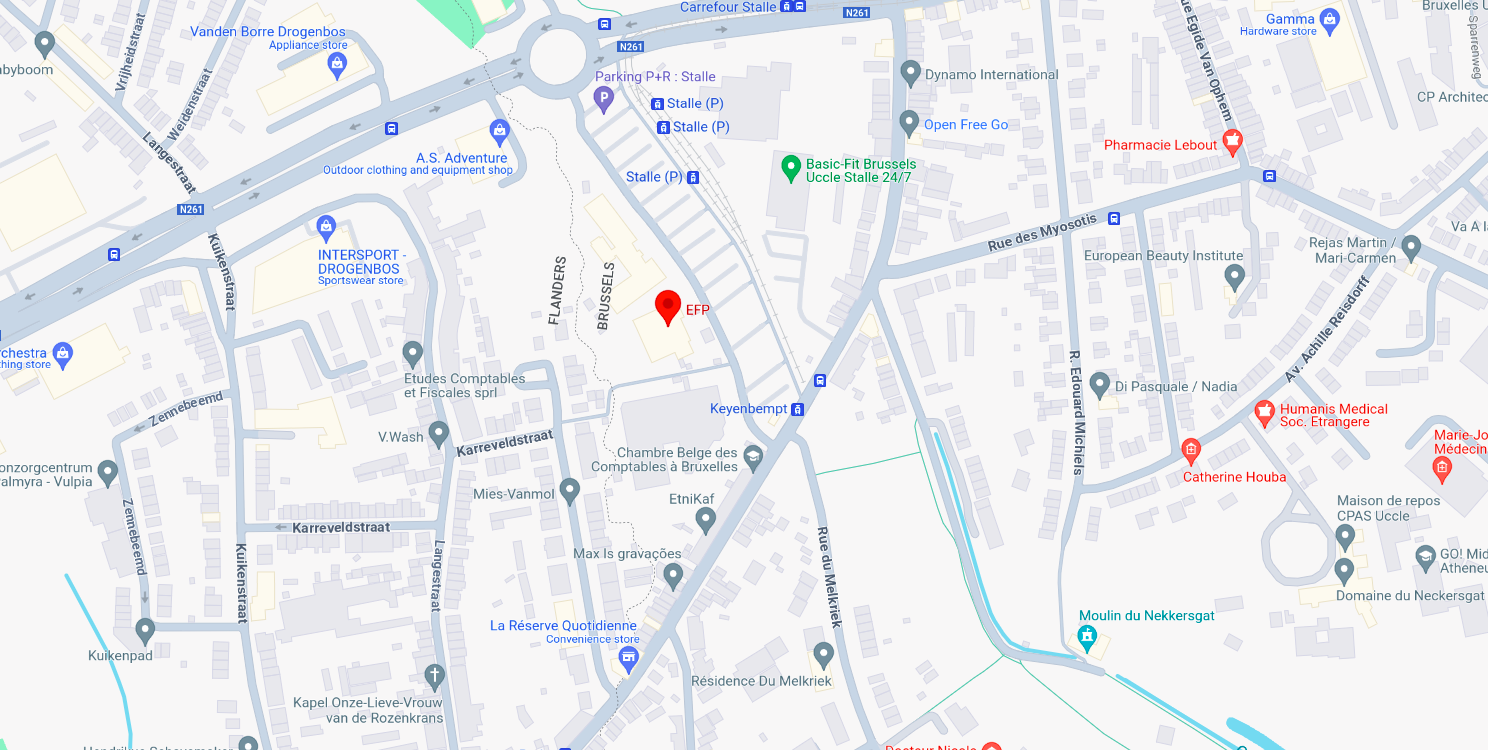 Carrefour Stalle
N261
Gamma
Hardware store
Bruxelles U
Vanden Borre Drogenbos
Appliance store
abyboom
Vrijheidstraat
Weidenstraat
Langestraat
N261
Parking P+R : Stalle
Stalle (P)
Stalle (P)
Stalle (P)
Dynamo International
Open Free Go
Rue Egide Van Ophem
Sparrenweg
CP Architec
Pharmacie Lebout
A.S. Adventure
Outdoor clothing and equipment shop
Basic-Fit Brussels
Uccle Stalle 24/7
N261
Kuikenstraat
INTERSPORT -
DROGENBOS
Sportswear store
FLANDERS
BRUSSELS
Rue des Myosotis
European Beauty Institute
Rejas Martin /
Mari-Carmen
Va A la
EFP
Av. Achille Reisdorff
rchestra
thing store
Etudes Comptables
et Fiscales sprl
R. Edouard Michiels
Di Pasquale / Nadia
Zennebeemd
Keyenbempt
Humanis Medical
Soc. Etrangere
V.Wash
Karreveldstraat
Chambre Belge des
Comptables à Bruxelles
Marie-Jo
Médecin
onzorgcentrum
almyra - Vulpia
Catherine Houba
Mies-Vanmol
EtniKaf
Maison de repos
CPAS Uccle
Zennebeemd
Karreveldstraat
Kuikenstraat
Langestraat
Max Is gravações
Rue du Melkriek
GO! Mid
Atheneu
Domaine du Neckersgat
Moulin du Nekkersgat
La Réserve Quotidienne
Convenience store
Kuikenpad
Résidence Du Melkriek
Kapel Onze-Lieve-Vrouw
van de Rozenkrans